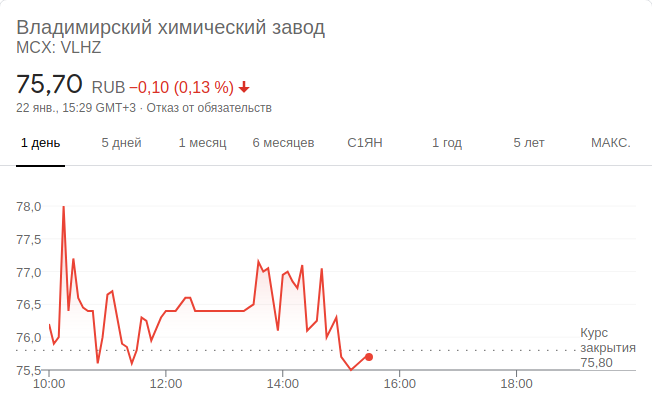 Владимирский химический завод
MCX: VLHZ
75,70 RUB −0,10 (0,13 %)
22 янв., 15:29 GMT+3 · Отказ от обязательств
1 день 5 дней 1 месяц 6 месяцев С1ЯН 1 год 5 лет МАКС.
78,0
77,5
77,0
76,5
76,0
75,5
Курс
закрытия
75,80
10:00 12:00 14:00 16:00 18:00